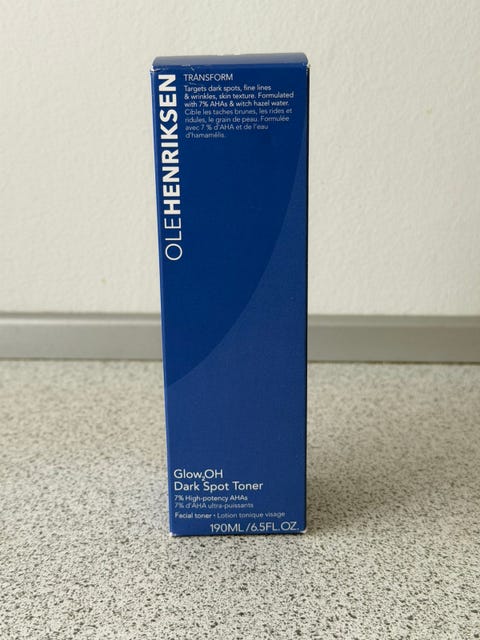 OLEHENRIKSEN
TRANSFORM
Targets dark spots, fine lines
& wrinkles, skin texture. Formulated
with 7% AHAs & witch hazel water.
Cible les taches brunes, les rides et
ridules, le grain de peau. Formulée
avec 7 % d'AHA et de l'eau
d'hamamélis.
Glow2OH
Dark Spot Toner
7% High-potency AHAs
7% d'AHA ultra-puissants
Facial toner • Lotion tonique visage
190ML/6.5FL.OZ.